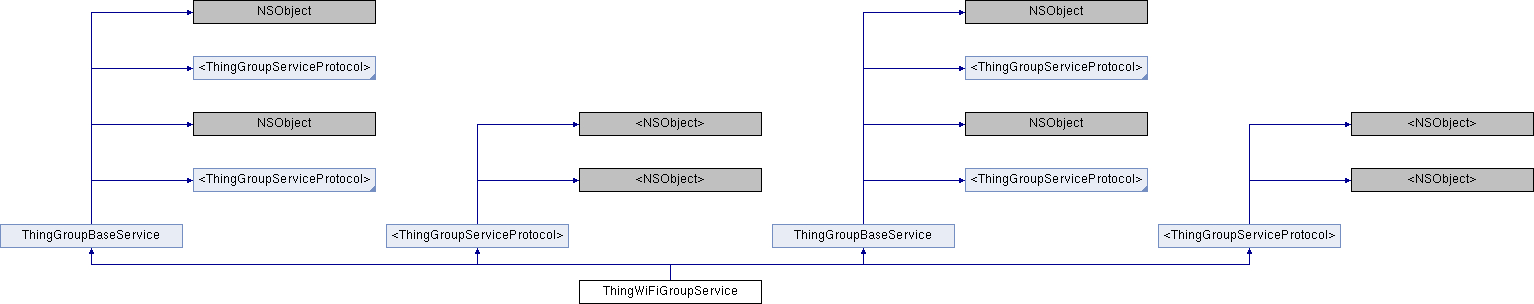 NSObject
NSObject
<ThingGroupServiceProtocol>
<ThingGroupServiceProtocol>
NSObject
<NSObject>
NSObject
<NSObject>
<ThingGroupServiceProtocol>
<NSObject>
<ThingGroupServiceProtocol>
<NSObject>
ThingGroupBaseService
<ThingGroupServiceProtocol>
ThingGroupBaseService
<ThingGroupServiceProtocol>
ThingWiFiGroupService